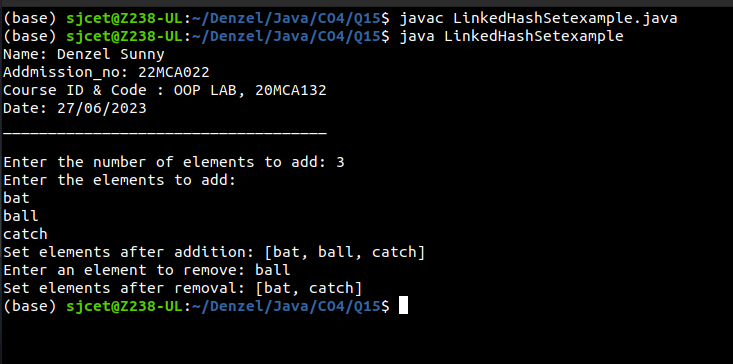 (base) sjcet@Z238-UL:~/Denzel/Java/CO4/Q15$ javac LinkedHashSetexample.java
(base) sjcet@Z238-UL:~/Denzel/Java/CO4/Q15$ java LinkedHashSetexample
Name: Denzel Sunny
Addmission_no: 22MCA022
Course ID & Code : OOP LAB, 20MCA132
Date: 27/06/2023
____________________________________
Enter the number of elements to add: 3
Enter the elements to add:
bat
ball
catch
Set elements after addition: [bat, ball, catch]
Enter an element to remove: ball
Set elements after removal: [bat, catch]
(base) sjcet@Z238-UL:~/Denzel/Java/CO4/Q15$